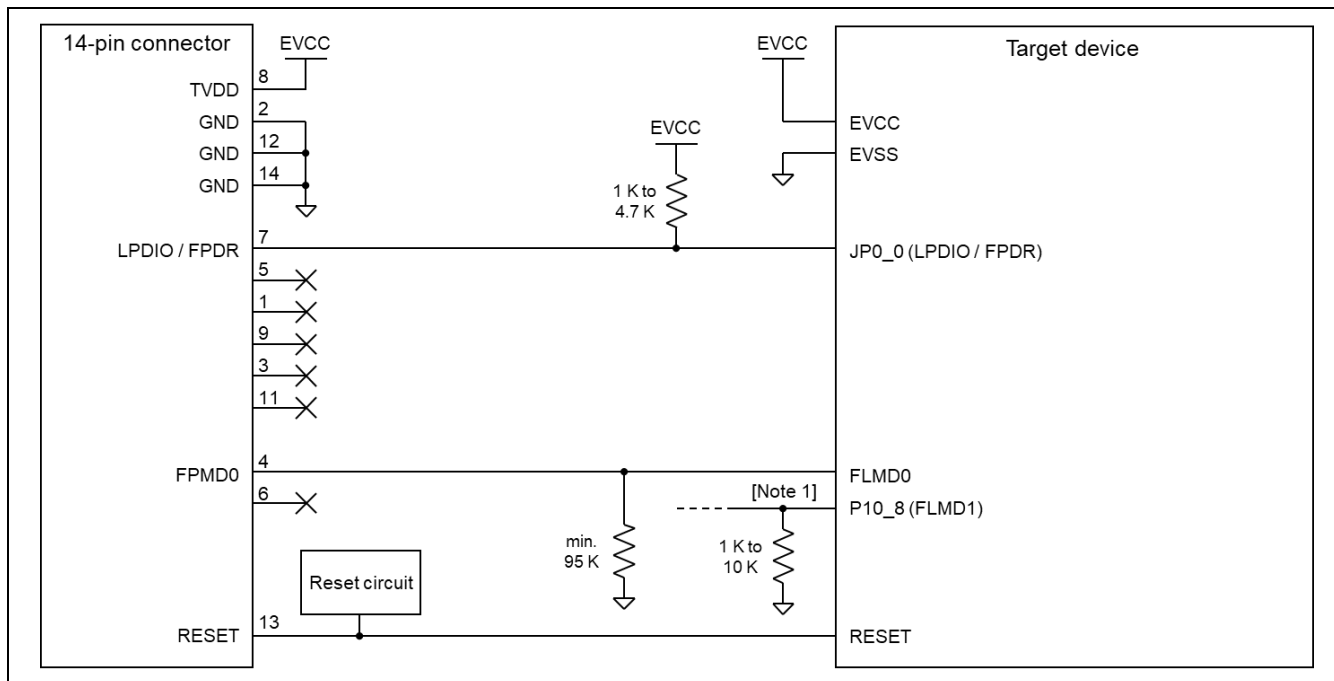 14-pin connector
EVCC
EVCC
Target device
8
TVDD
2
GND
EVCC
EVCC
12
GND
EVSS
14
GND
1 K to
4.7 K
7
LPDIO / FPDR
JP0_0 (LPDIO / FPDR)
5
1
9
3
11
4
FPMD0
FLMD0
6
[Note 1]
P10_8 (FLMD1)
min.
95 K
1 K to
10 K
Reset circuit
13
RESET
RESET